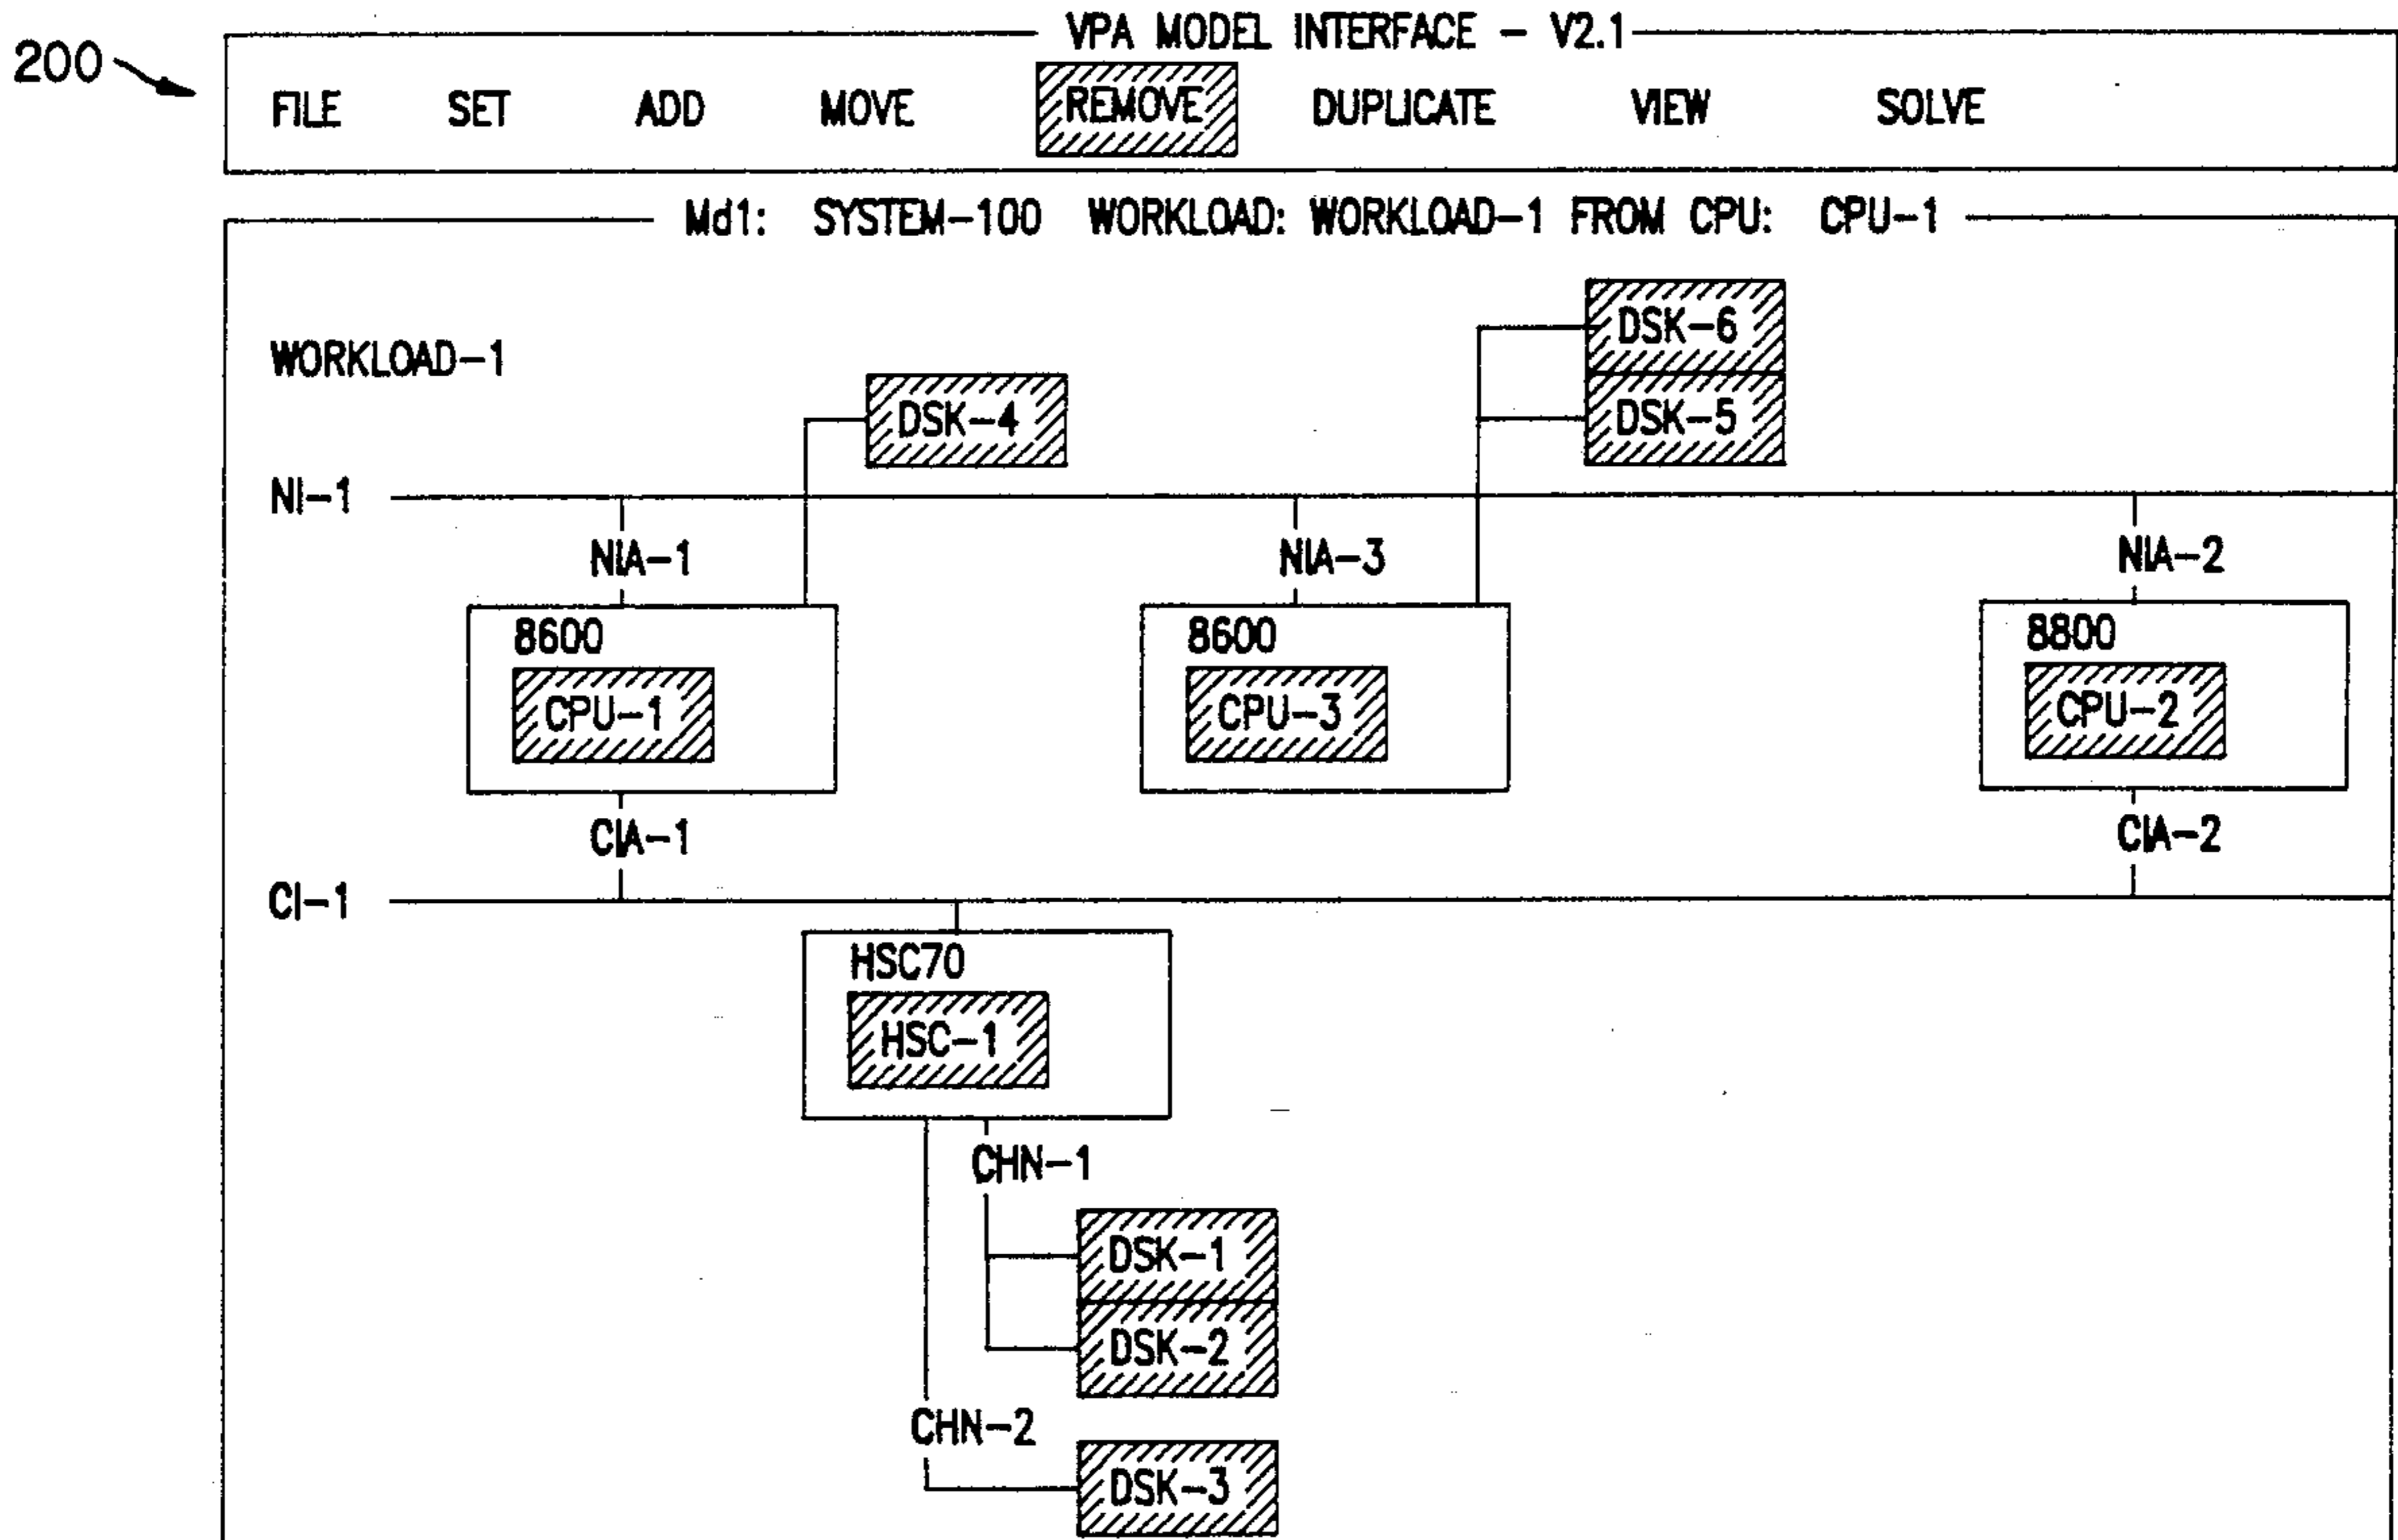 VPA MODEL INTERFACE - V2.1
200
FILE SET ADD MOVE REMOVE DUPLICATE VIEW SOLVE
Md1: SYSTEM-100 WORKLOAD: WORKLOAD-1 FROM CPU: CPU-1
DSK-6
WORKLOAD-1
DSK-4 DSK-5
NI-1
NIA-1 NIA-3 NIA-2
8600 8600 8800
CPU-1 CPU-3 CPU-2
CIA-1 CIA-2
CI-1
HSC70
HSC-1
CHN-1
DSK-1
DSK-2
CHN-2
DSK-3